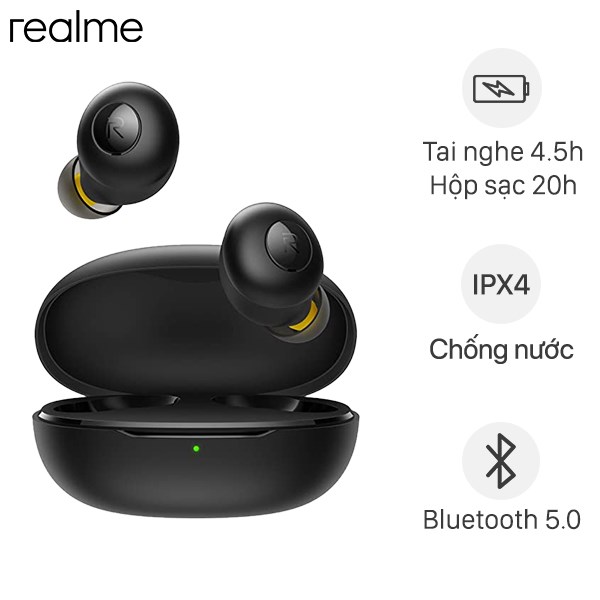 realme
Tai nghe 4.5h
Hộp sạc 20h
IPX4
Chống nước
Bluetooth 5.0